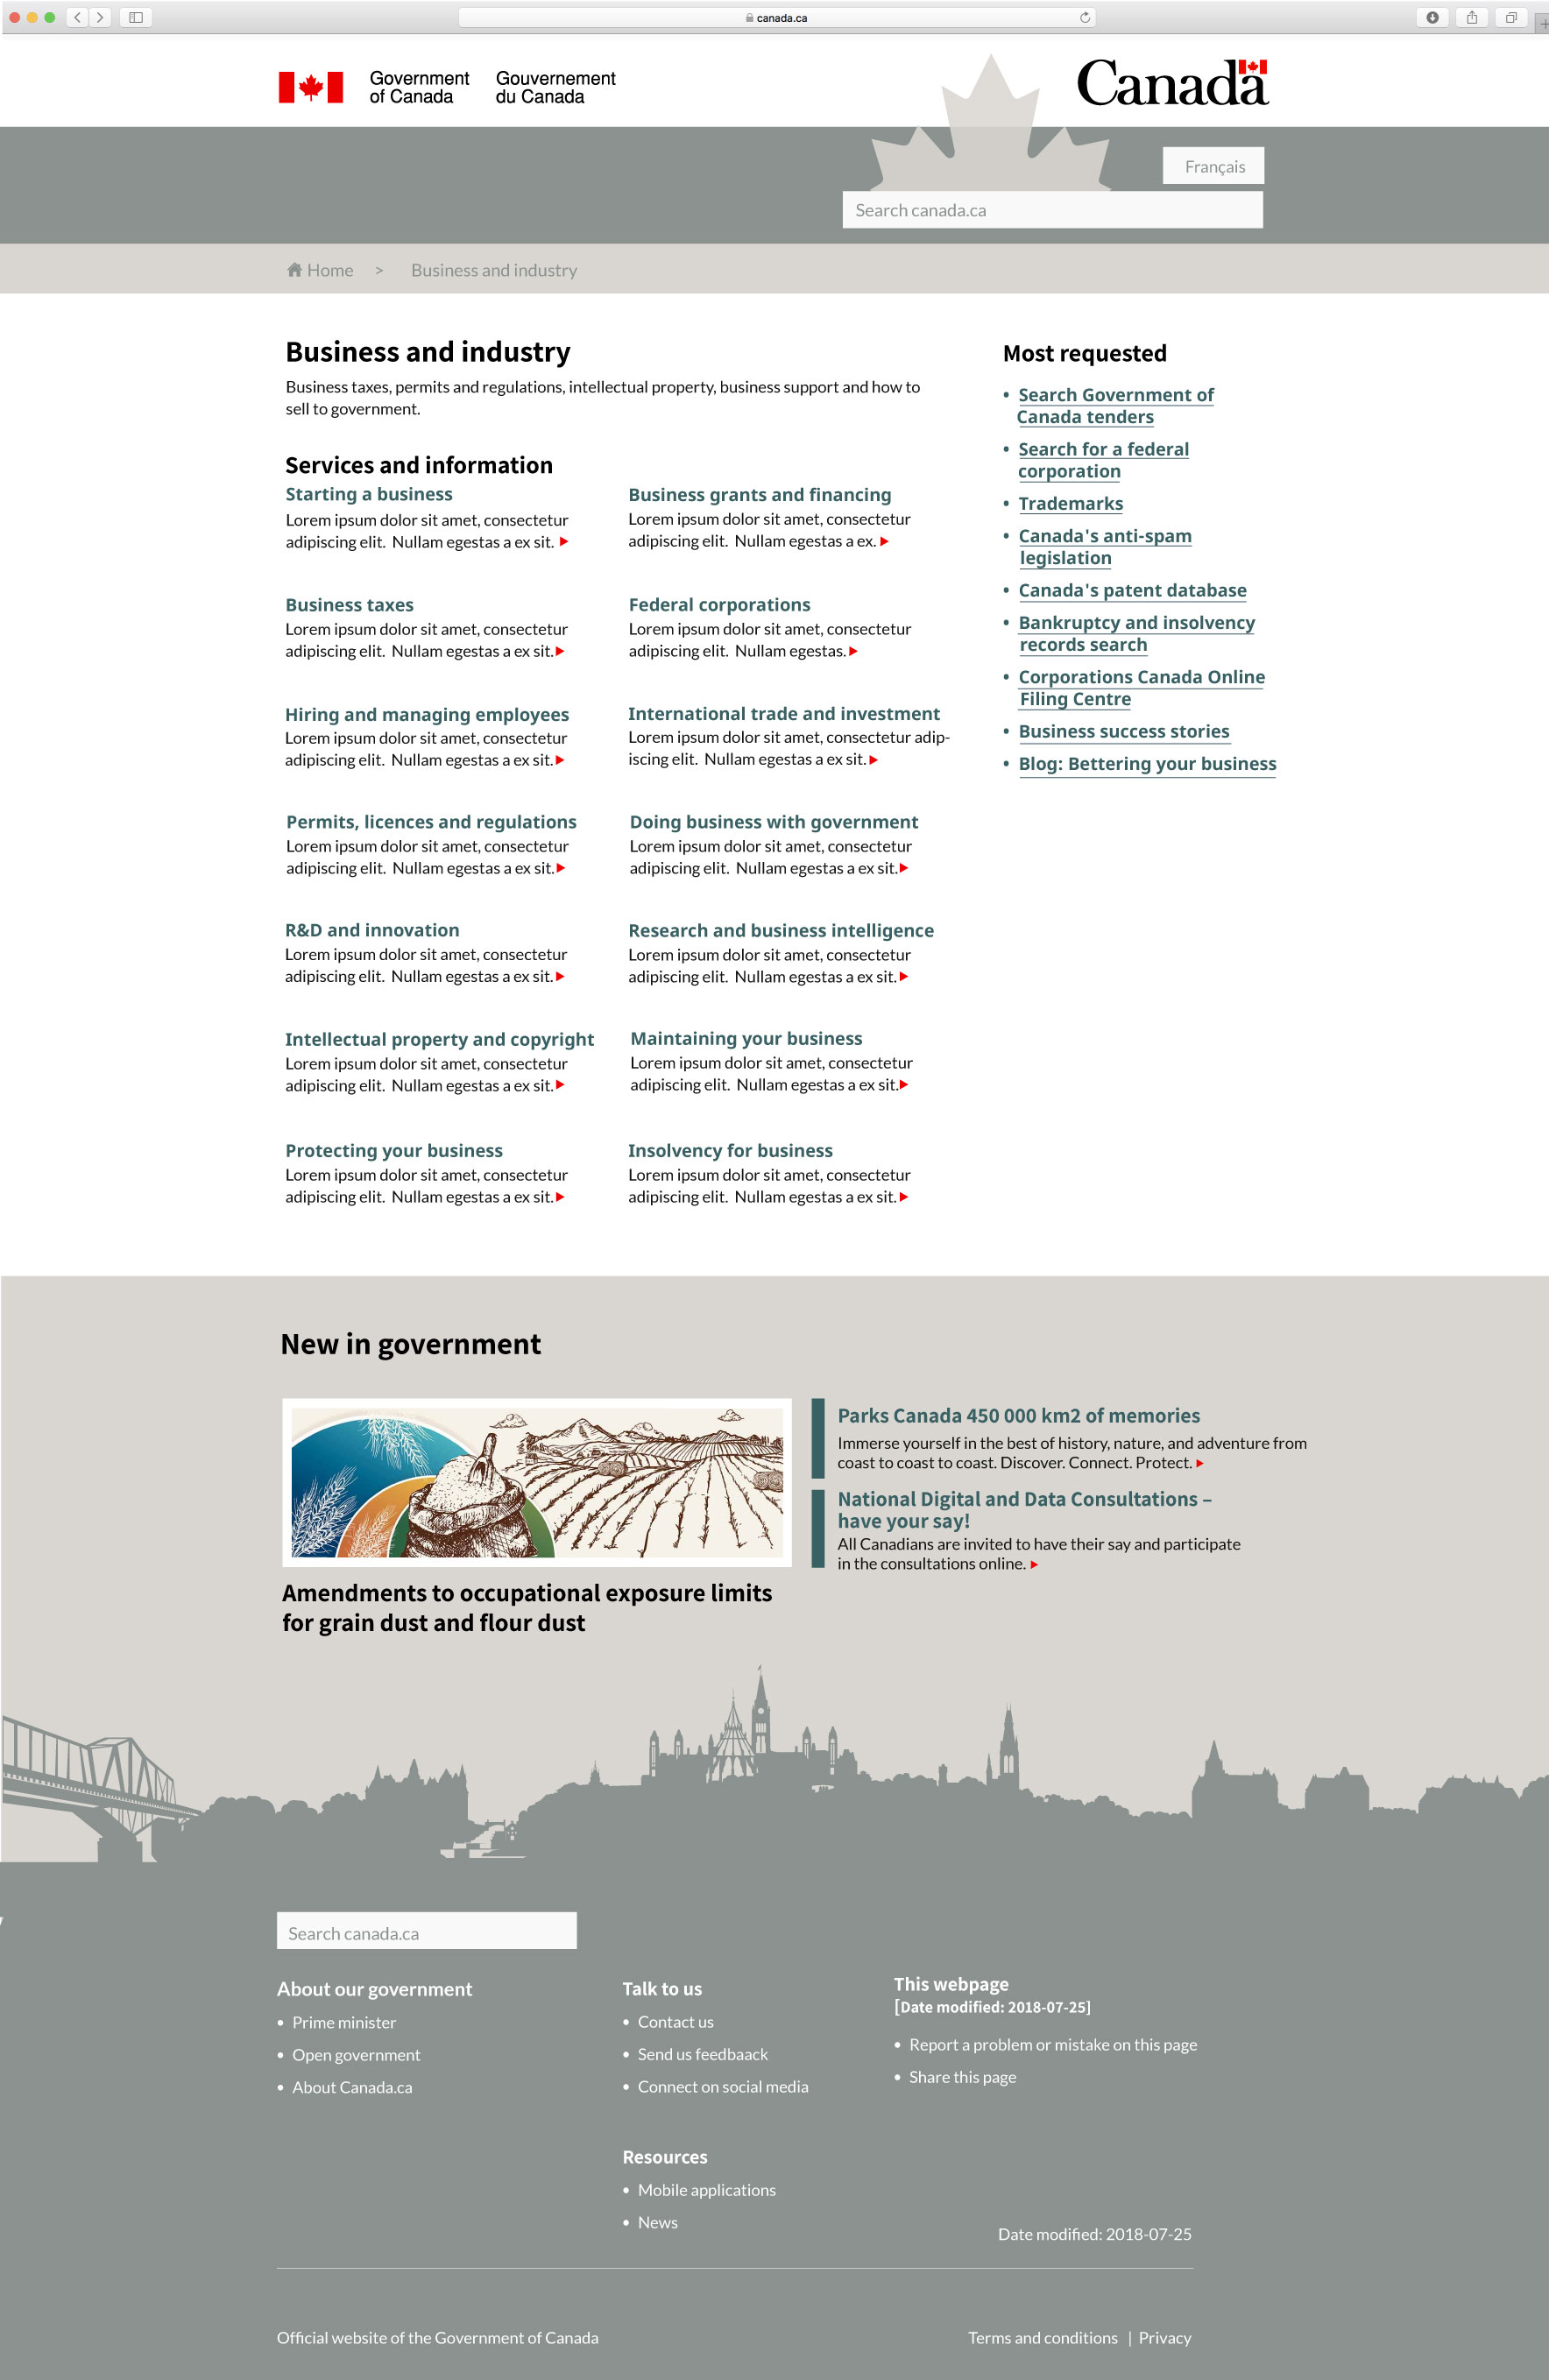 canada.ca
Government
of Canada
Gouvernement
du Canada
Canada
Français
Search canada.ca
Home > Business and industry
Business and industry
Business taxes, permits and regulations, intellectual property, business support and how to
sell to government.
Services and information
Starting a business
Lorem ipsum dolor sit amet, consectetur
adipiscing elit. Nullam egestas a ex sit.
Business grants and financing
Lorem ipsum dolor sit amet, consectetur
adipiscing elit. Nullam egestas a ex.
Business taxes
Lorem ipsum dolor sit amet, consectetur
adipiscing elit. Nullam egestas a ex sit.
Federal corporations
Lorem ipsum dolor sit amet, consectetur
adipiscing elit. Nullam egestas.
Hiring and managing employees
Lorem ipsum dolor sit amet, consectetur
adipiscing elit. Nullam egestas a ex sit.
International trade and investment
Lorem ipsum dolor sit amet, consectetur adip-
iscing elit. Nullam egestas a ex sit.
Permits, licences and regulations
Lorem ipsum dolor sit amet, consectetur
adipiscing elit. Nullam egestas a ex sit.
Doing business with government
Lorem ipsum dolor sit amet, consectetur
adipiscing elit. Nullam egestas a ex sit.
R&D and innovation
Lorem ipsum dolor sit amet, consectetur
adipiscing elit. Nullam egestas a ex sit.
Research and business intelligence
Lorem ipsum dolor sit amet, consectetur
adipiscing elit. Nullam egestas a ex sit.
Intellectual property and copyright
Lorem ipsum dolor sit amet, consectetur
adipiscing elit. Nullam egestas a ex sit.
Maintaining your business
Lorem ipsum dolor sit amet, consectetur
adipiscing elit. Nullam egestas a ex sit.
Protecting your business
Lorem ipsum dolor sit amet, consectetur
adipiscing elit. Nullam egestas a ex sit.
Insolvency for business
Lorem ipsum dolor sit amet, consectetur
adipiscing elit. Nullam egestas a ex sit.
Most requested
• Search Government of
Canada tenders
• Search for a federal
corporation
• Trademarks
• Canada's anti-spam
legislation
• Canada's patent database
• Bankruptcy and insolvency
records search
• Corporations Canada Online
Filing Centre
• Business success stories
• Blog: Bettering your business
New in government
Amendments to occupational exposure limits
for grain dust and flour dust
Parks Canada 450 000 km2 of memories
Immerse yourself in the best of history, nature, and adventure from
coast to coast to coast. Discover. Connect. Protect.
National Digital and Data Consultations –
have your say!
All Canadians are invited to have their say and participate
in the consultations online.
Search canada.ca
About our government
• Prime minister
• Open government
• About Canada.ca
Talk to us
• Contact us
• Send us feedbaack
• Connect on social media
Resources
• Mobile applications
• News
This webpage
[Date modified: 2018-07-25]
• Report a problem or mistake on this page
• Share this page
Date modified: 2018-07-25
Official website of the Government of Canada
Terms and conditions | Privacy